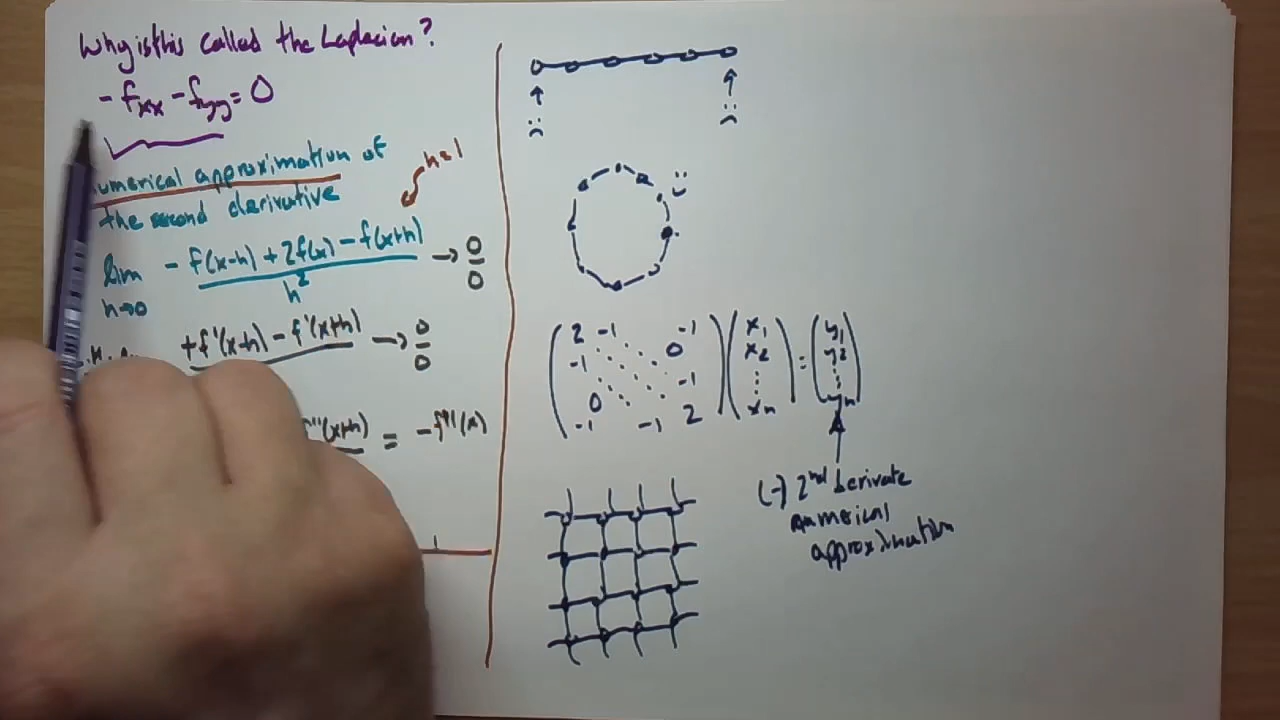 Why is this called the Laplacian?
- fxx - fyy = 0
numerical approximation of
the second derivative
h=1
lim h→0 - f(x-h) + 2f(x) - f(x+h) / h² → 0/0
+f'(x-h) - f'(x+h) → 0/0
f''(x+h) = -f''(x)
( 2 -1 -1 ) ( x1 ) ( y1 )
( -1 0 ) ( x2 ) = ( y2 )
( -1 ) ( ⋮ ) ( ⋮ )
( 0 2 ) ( xn ) ( yn )
( -1 -1 )
(-) 2nd derivate
numerical
approximation